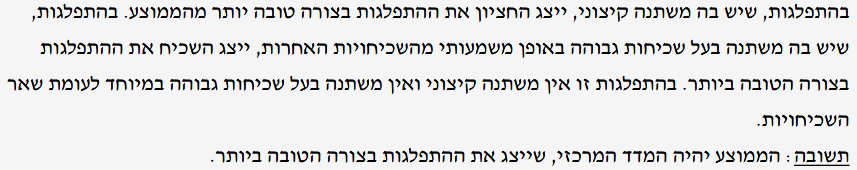 בהתפלגות, שיש בה משתנה קיצוני, ייצג החציון את ההתפלגות בצורה טובה יותר מהממוצע. בהתפלגות,
שיש בה משתנה בעל שכיחות גבוהה באופן משמעותי מהשכיחויות האחרות, ייצג השכיח את ההתפלגות
בצורה הטובה ביותר. בהתפלגות זו אין משתנה קיצוני ואין משתנה בעל שכיחות גבוהה במיוחד לעומת שאר
השכיחויות.
תשובה: הממוצע יהיה המדד המרכזי, שייצג את ההתפלגות בצורה הטובה ביותר.